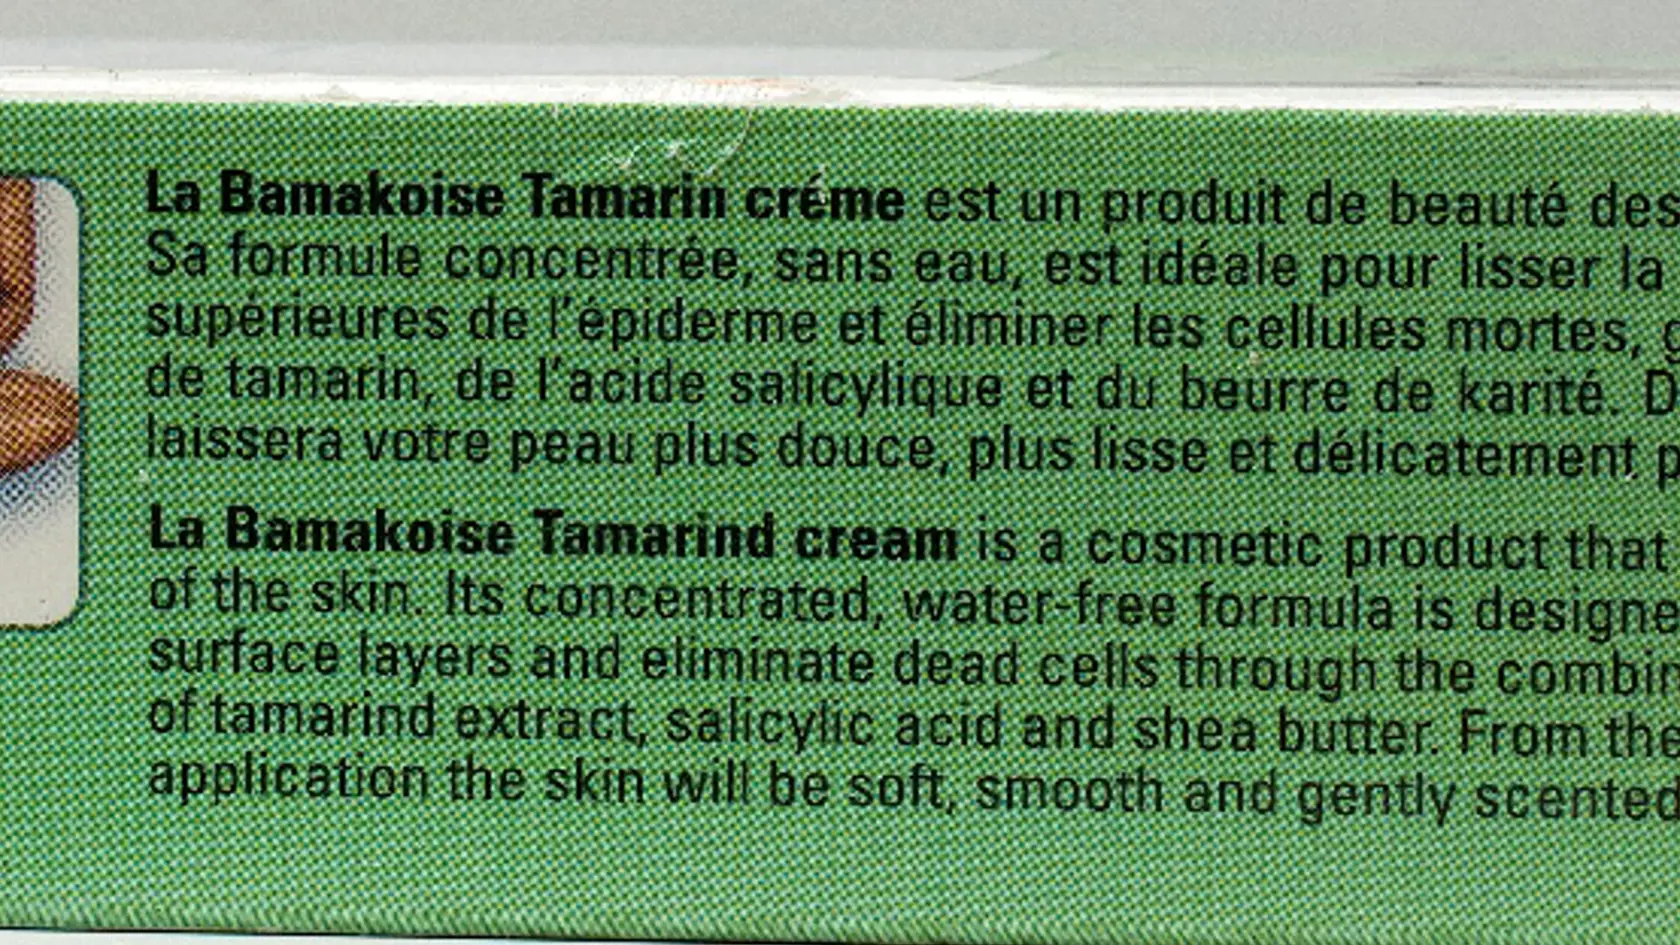 La Bamakoise Tamarin créme est un produit de beauté
Sa formule concentrée, sans eau, est idéale pour lisser la
supérieures de l'épiderme et éliminer les cellules mortes,
de tamarin, de l'acide salicylique et du beurre de karité.
laissera votre peau plus douce, plus lisse et délicatement
La Bamakoise Tamarind cream is a cosmetic product that
of the skin. Its concentrated, water-free formula is
surface layers and eliminate dead cells through the
of tamarind extract, salicylic acid and shea butter. From the
application the skin will be soft, smooth and gently scented